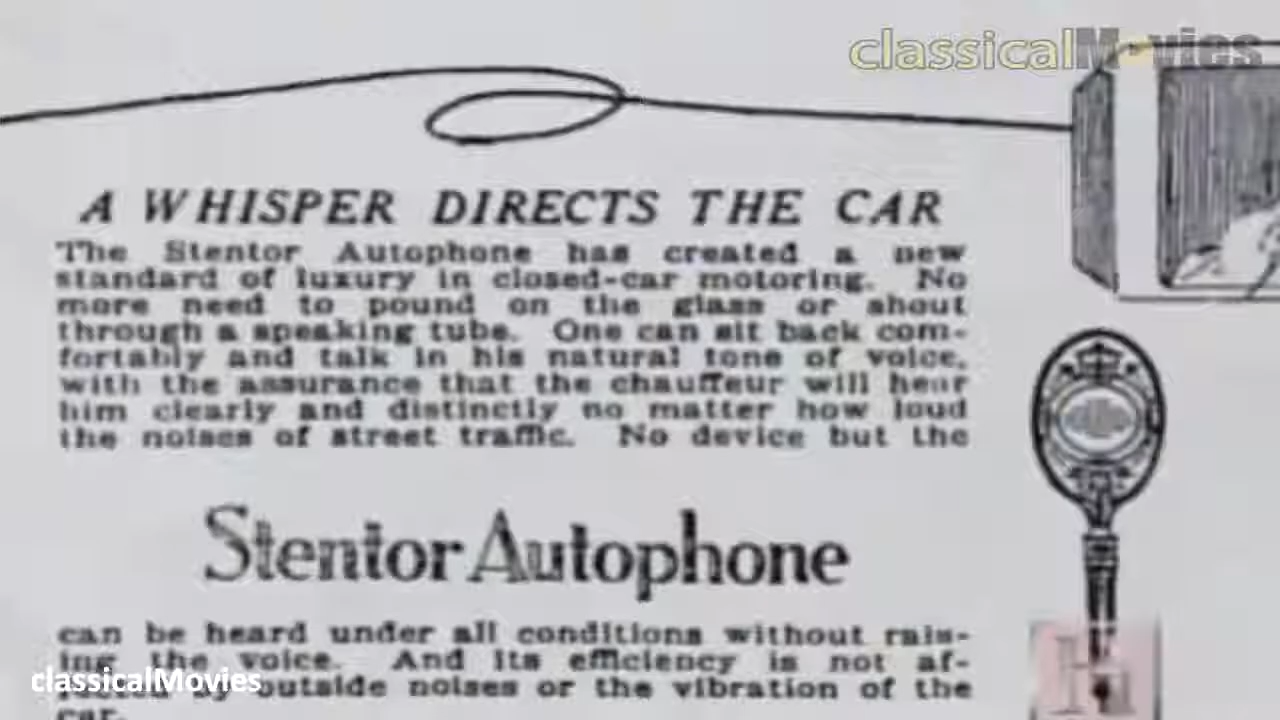 classicalMovies
A WHISPER DIRECTS THE CAR
The Stentor Autophone has created a new
standard of luxury in closed-car motoring. No
more need to pound on the glass or shout
through a speaking tube. One can sit back com-
fortably and talk in his natural tone of voice,
with the assurance that the chauffeur will hear
him clearly and distinctly no matter how loud
the noises of street traffic. No device but the
Stentor Autophone
can be heard under all conditions without rais-
ing the voice. And its efficiency is not af-
classicalMovies
by outside noises or the vibration of the
car.